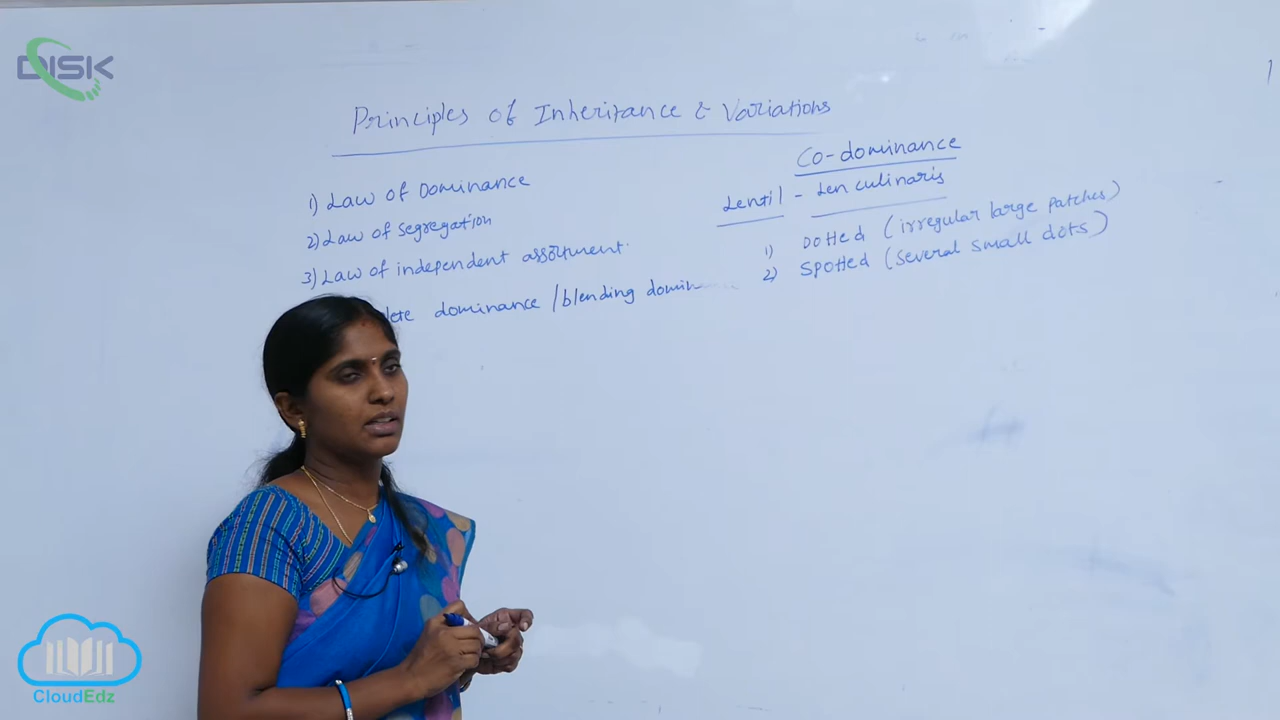 DISK
Principles of Inheritance & Variations
1) Law of Dominance
2) Law of segregation
3) Law of independent assortment.
lete dominance / blending domin
Co-dominance
Lentil - Len culinaris
1) Dotted (irregular large patches)
2) Spotted (several small dots)
CloudEdz